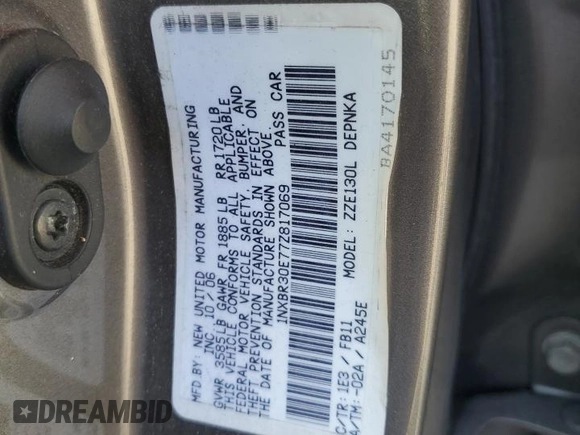 MFD.BY: NEW UNITED MOTOR MANUFACTURING
INC. 10/06
GVWR 3585LB GAWR FR 1885LB RR1720LB
THIS VEHICLE CONFORMS TO ALL APPLICABLE
FEDERAL MOTOR VEHICLE SAFETY, BUMPER, AND
THEFT PREVENTION STANDARDS IN EFFECT ON
THE DATE OF MANUFACTURE SHOWN ABOVE.
1NXBR30E77Z817069 PASS CAR
C/TR: 1E3 / FB11 MODEL: ZZE130L DEPNKA
A/TM: -02A / A245E
BA4170145
DREAMBID